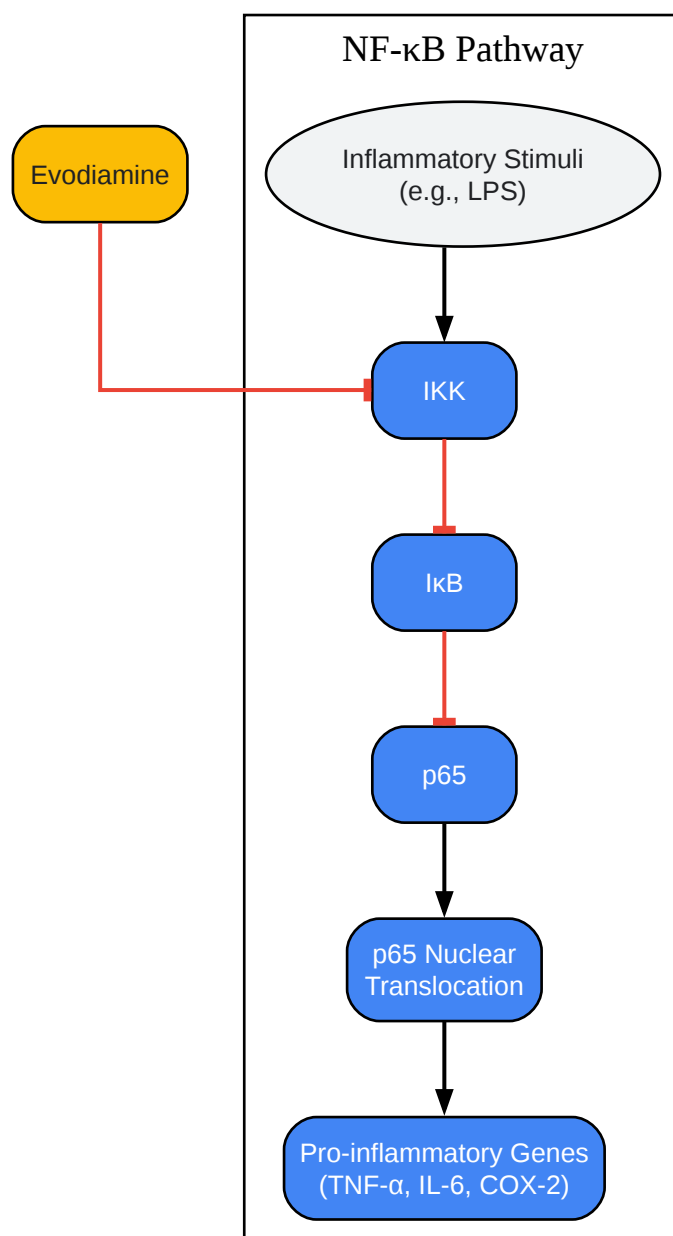 NF-κB Pathway
Evodiamine
Inflammatory Stimuli
(e.g., LPS)
IKK
IκB
p65
p65 Nuclear
Translocation
Pro-inflammatory Genes
(TNF-α, IL-6, COX-2)